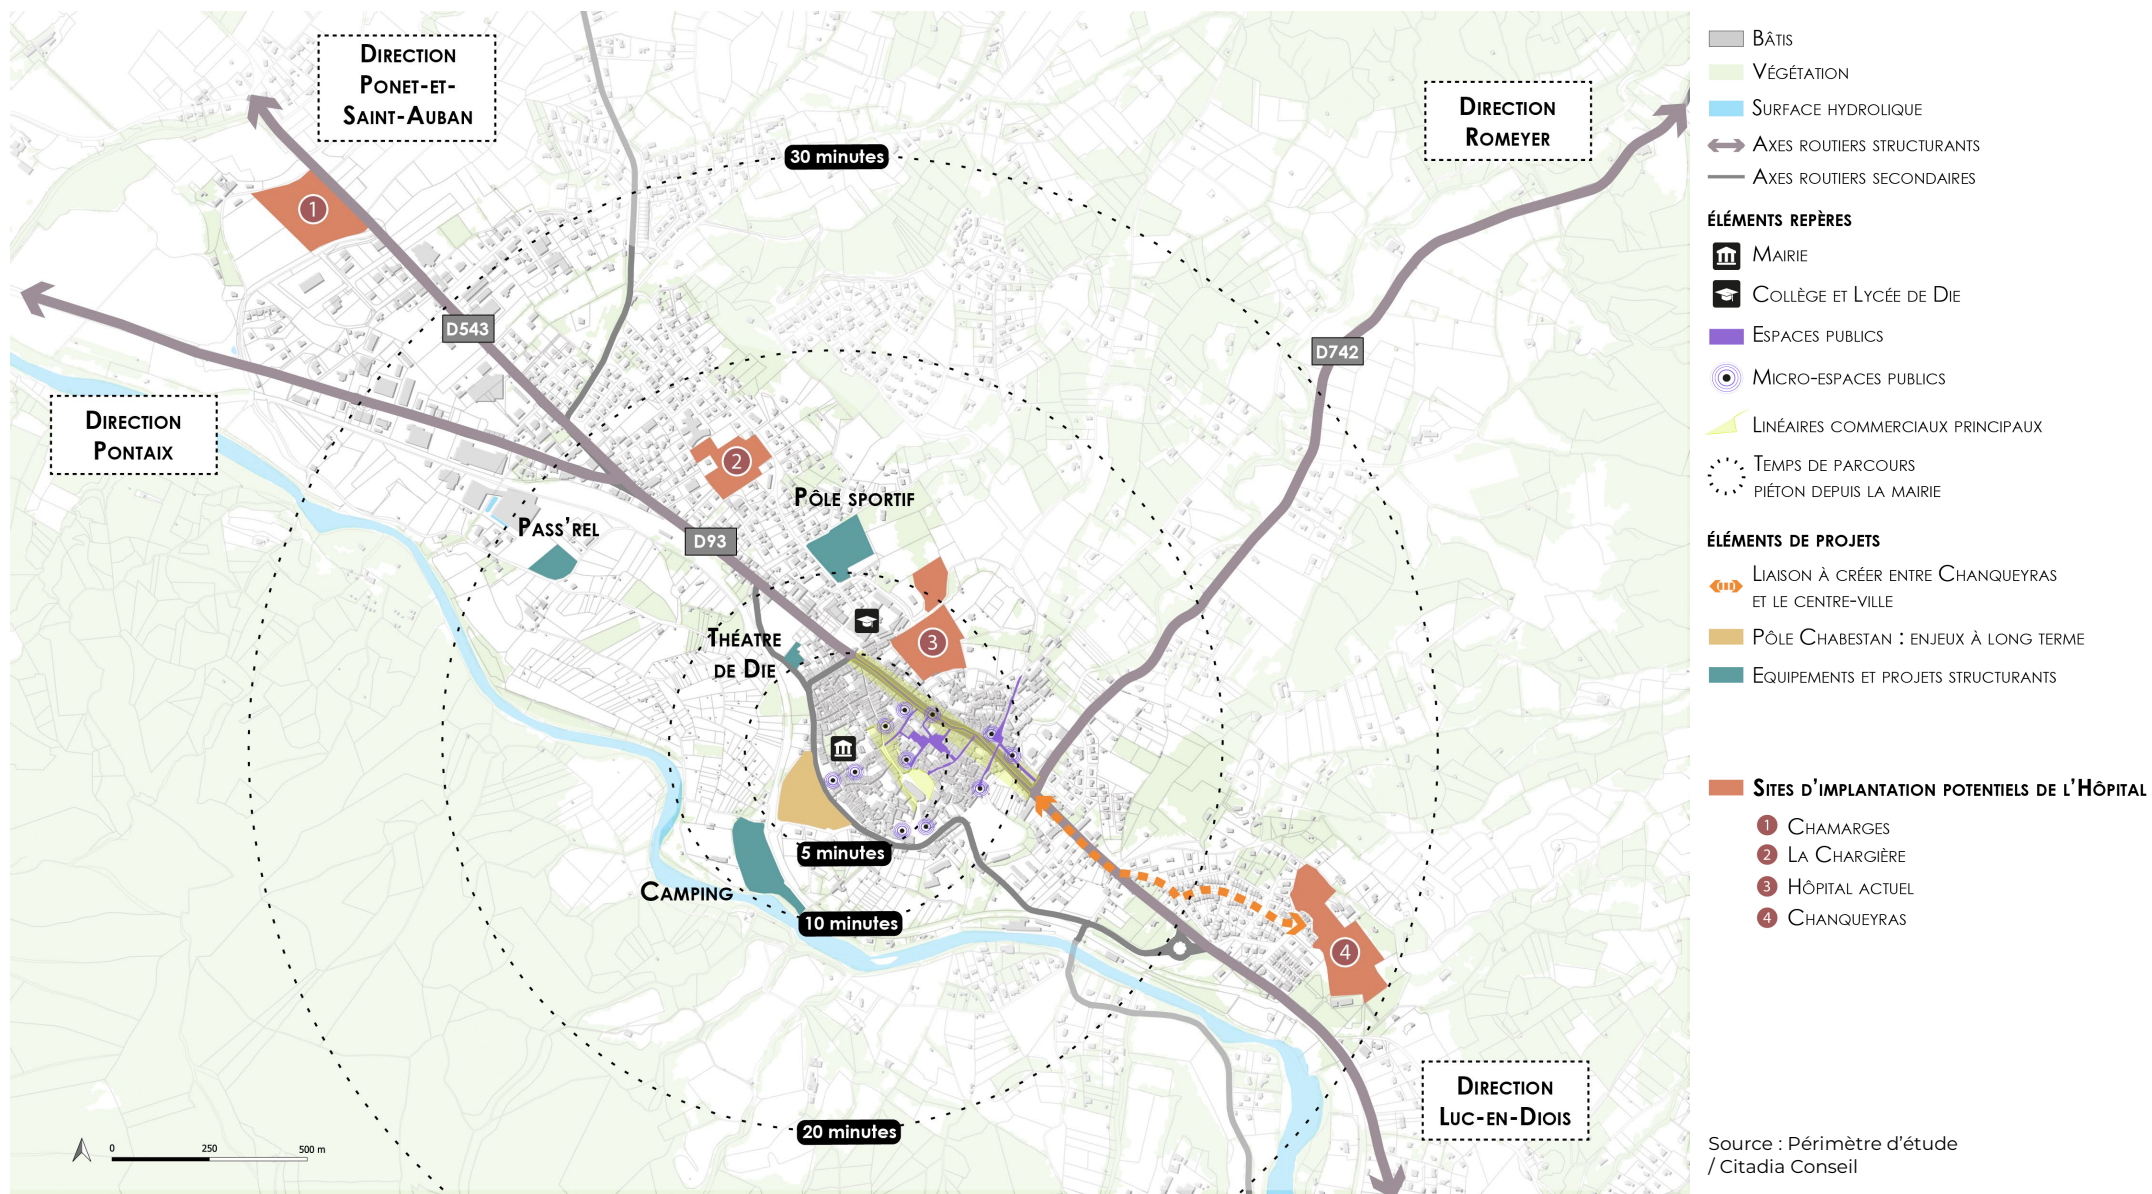 Direction
Ponet-et-
Saint-Auban
Direction
Romeyer
30 minutes
1
D543
D742
Direction
Pontaix
2
Pôle sportif
Pass'rel
D93
Théatre
de Die
3
5 minutes
Camping
10 minutes
4
20 minutes
Direction
Luc-en-Diois
0 250 500 m
Bâtis
Végétation
Surface hydrolique
Axes routiers structurants
Axes routiers secondaires
éléments repères
Mairie
Collège et Lycée de Die
Espaces publics
Micro-espaces publics
Linéaires commerciaux principaux
Temps de parcours
piéton depuis la mairie
éléments de projets
Liaison à créer entre Chanqueyras
et le centre-ville
Pôle Chabestan : enjeux à long terme
Equipements et projets structurants
Sites d'implantation potentiels de l'Hôpital
1 Chamarges
2 La Chargière
3 Hôpital actuel
4 Chanqueyras
Source : Périmètre d'étude
/ Citadia Conseil